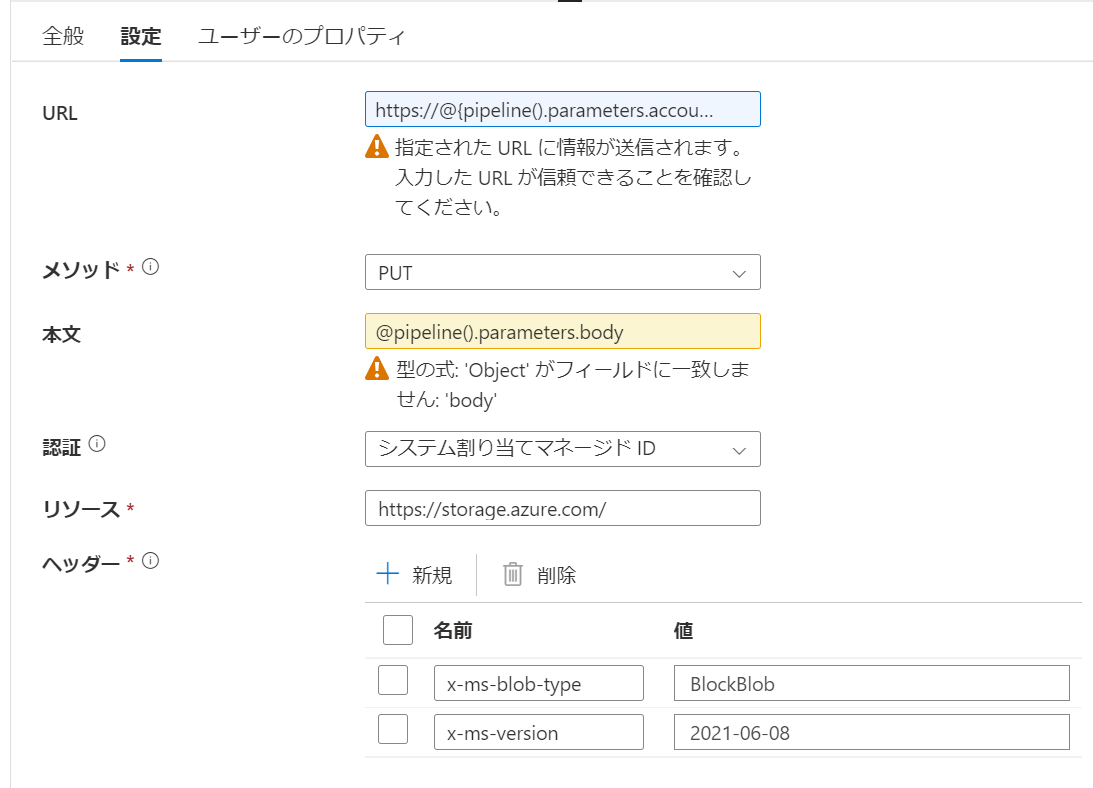 全般 設定 ユーザーのプロパティ
URL https://@{pipeline().parameters.accou...
指定された URL に情報が送信されます。
入力した URL が信頼できることを確認し
てください。
メソッド * PUT
本文 @pipeline().parameters.body
型の式: 'Object' がフィールドに一致しま
せん: 'body'
認証 システム割り当てマネージド ID
リソース * https://storage.azure.com/
ヘッダー * 新規 削除
名前 値
x-ms-blob-type BlockBlob
x-ms-version 2021-06-08